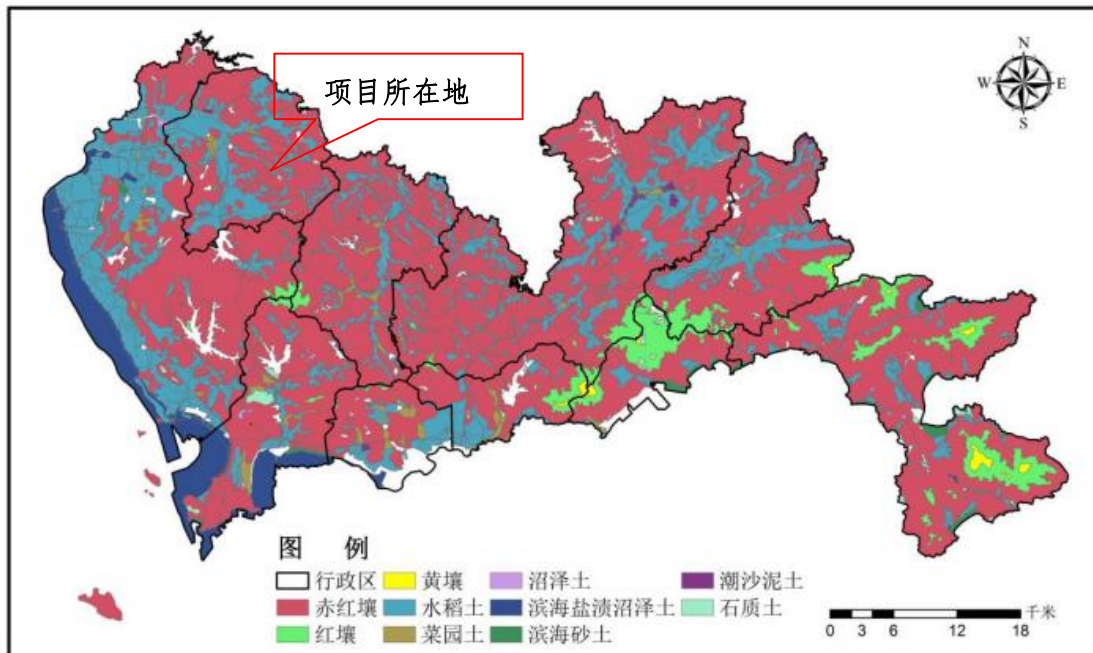 项目所在地
N
W E
S
图 例
行政区 黄壤 沼泽土 潮沙泥土
赤红壤 水稻土 滨海盐渍沼泽土 石质土
红壤 菜园土 滨海砂土
千米
0 3 6 12 18